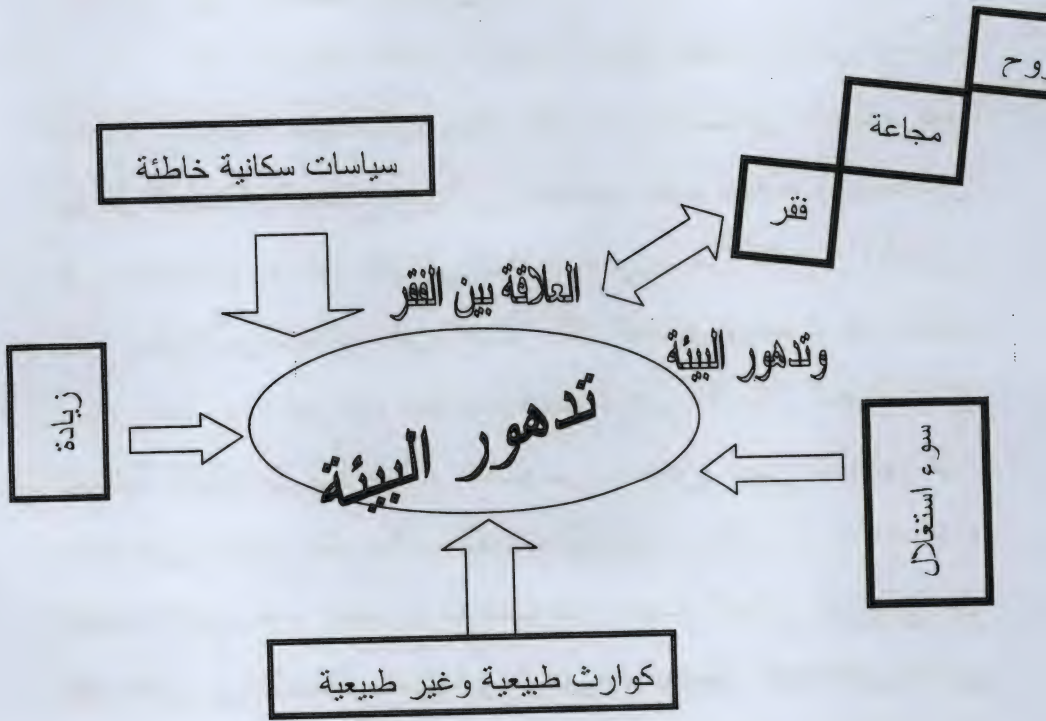 مجاعة
فقر
سياسات سكانية خاطئة
العلاقة بين الفقر
وتدهور البيئة
تدهور البيئة
زيادة
سوء استغلال
كوارث طبيعية وغير طبيعية